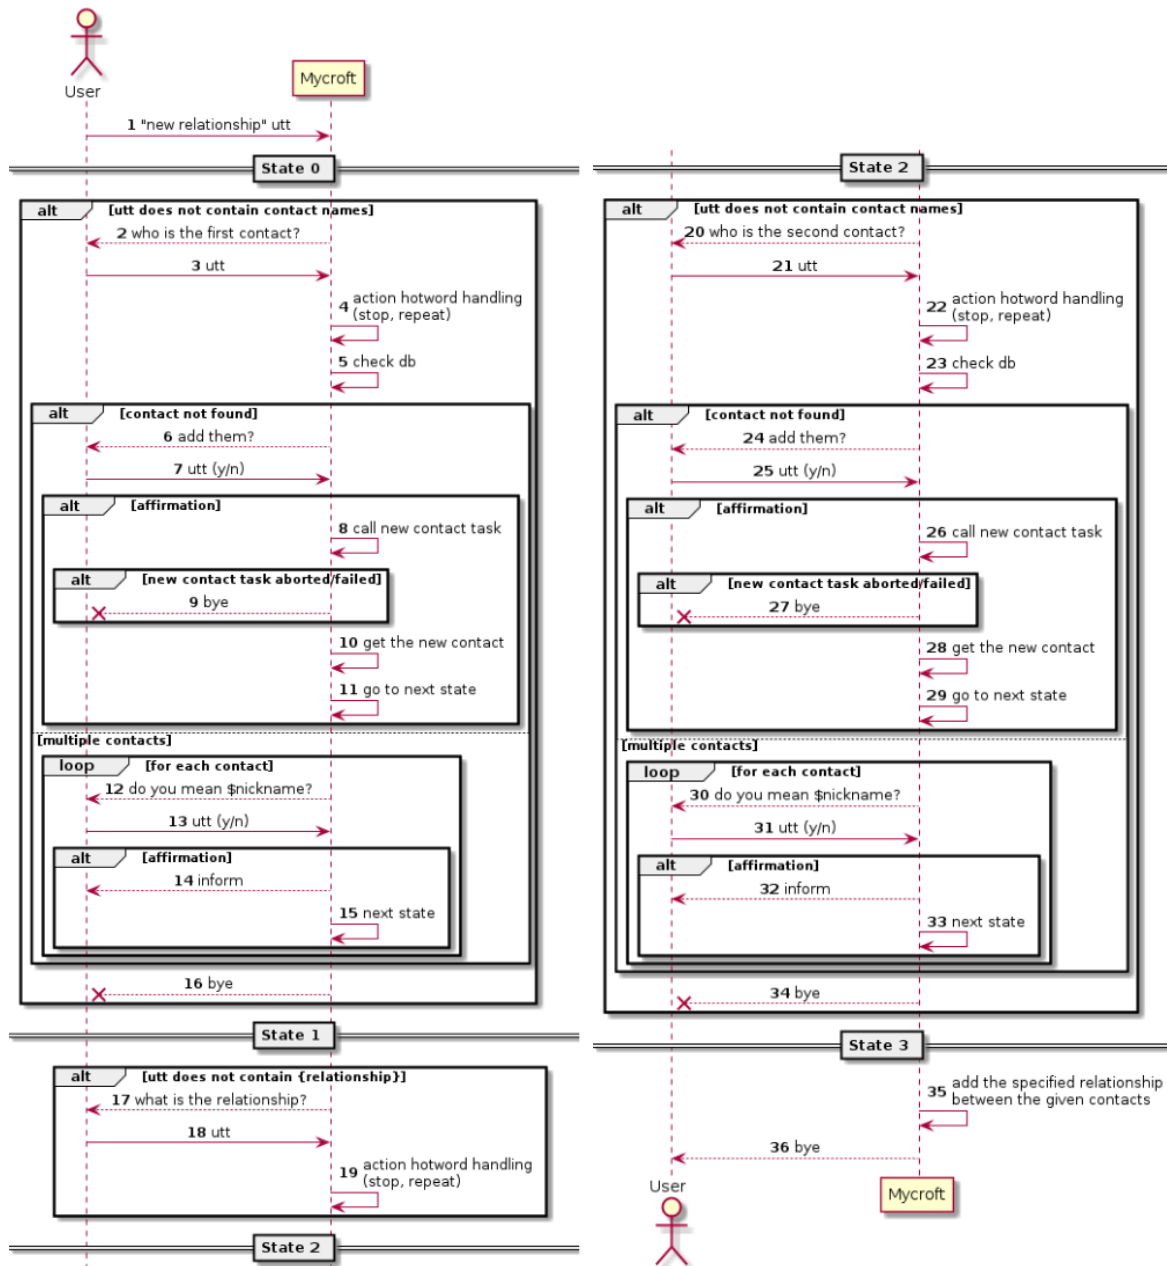 User
Mycroft
1 "new relationship" utt
State 0
alt [utt does not contain contact names]
2 who is the first contact?
3 utt
4 action hotword handling
(stop, repeat)
5 check db
alt [contact not found]
6 add them?
7 utt (y/n)
alt [affirmation]
8 call new contact task
alt [new contact task aborted/failed]
9 bye
10 get the new contact
11 go to next state
[multiple contacts]
loop [for each contact]
12 do you mean $nickname?
13 utt (y/n)
alt [affirmation]
14 inform
15 next state
16 bye
State 1
alt [utt does not contain {relationship}]
17 what is the relationship?
18 utt
19 action hotword handling
(stop, repeat)
State 2
State 2
alt [utt does not contain contact names]
20 who is the second contact?
21 utt
22 action hotword handling
(stop, repeat)
23 check db
alt [contact not found]
24 add them?
25 utt (y/n)
alt [affirmation]
26 call new contact task
alt [new contact task aborted/failed]
27 bye
28 get the new contact
29 go to next state
[multiple contacts]
loop [for each contact]
30 do you mean $nickname?
31 utt (y/n)
alt [affirmation]
32 inform
33 next state
34 bye
State 3
35 add the specified relationship
between the given contacts
36 bye
User
Mycroft